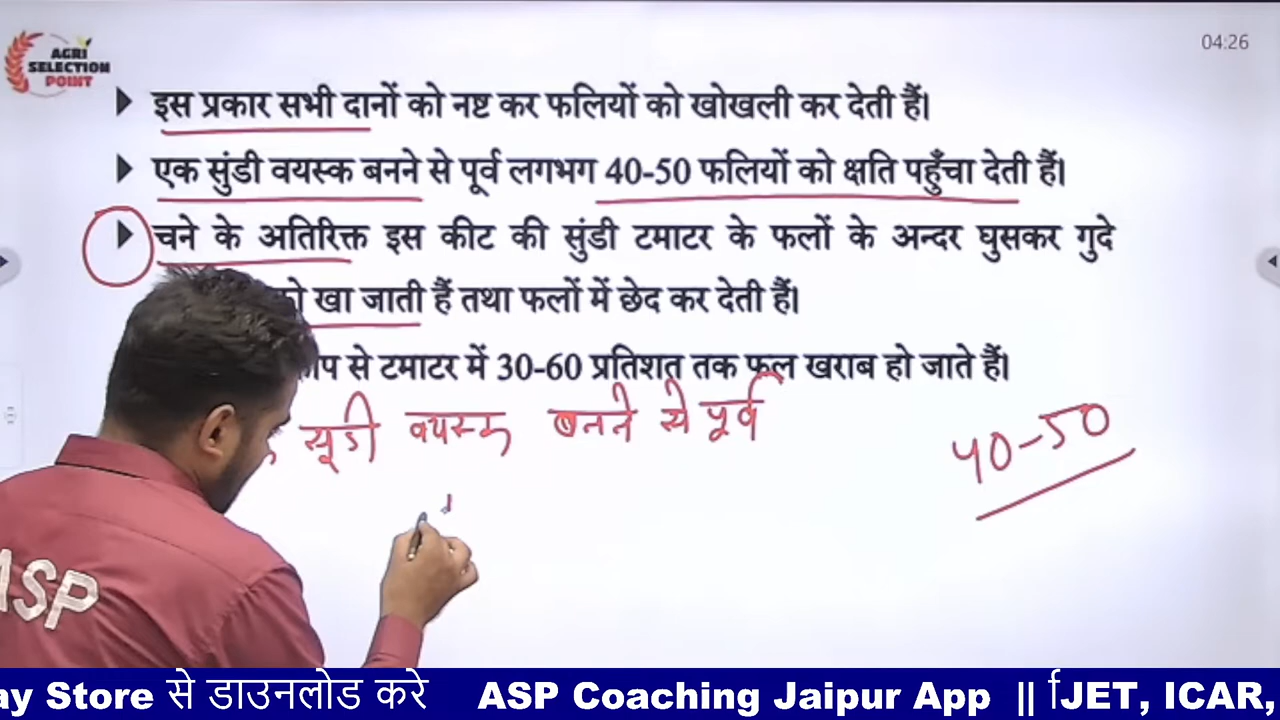 04:26
AGRI
SELECTION
POINT
इस प्रकार सभी दानों को नष्ट कर फलियों को खोखली कर देती हैं।
एक सुंडी वयस्क बनने से पूर्व लगभग 40-50 फलियों को क्षति पहुँचा देती हैं।
चने के अतिरिक्त इस कीट की सुंडी टमाटर के फलों के अन्दर घुसकर गुदे
को खा जाती हैं तथा फलों में छेद कर देती हैं।
से टमाटर में 30-60 प्रतिशत तक फल खराब हो जाते हैं।
सूडी वयस्क बनने से पूर्व
40-50
ASP
ay Store से डाउनलोड करे ASP Coaching Jaipur App || JET, ICAR,